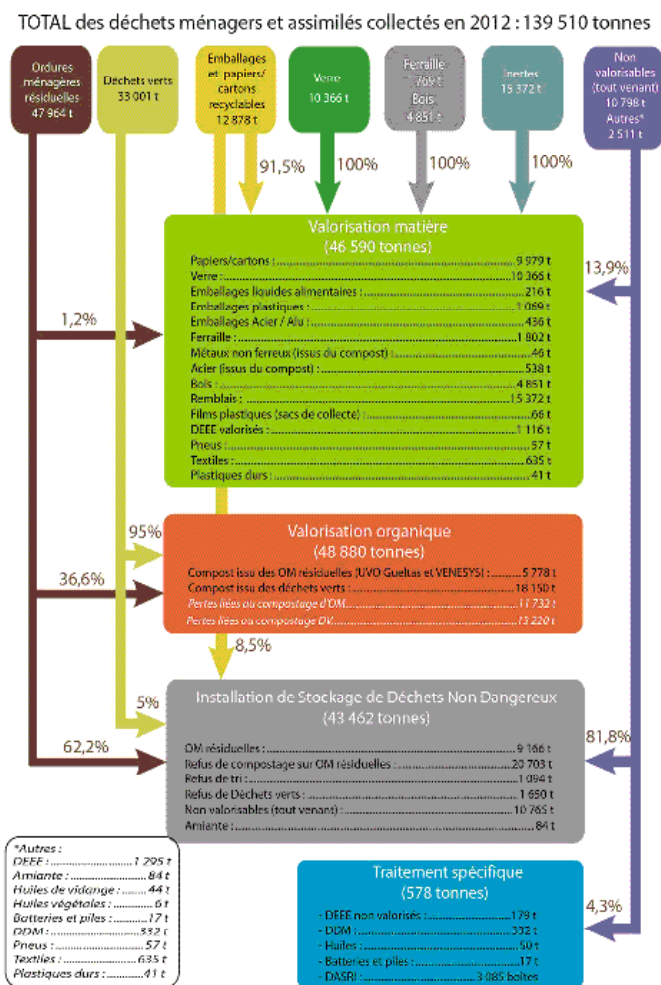 TOTAL des déchets ménagers et assimilés collectés en 2012 : 139 510 tonnes
Ordures
ménagères
résiduelles
47 964 t
Déchets verts
33 001 t
Emballages
et papiers/
cartons
recyclables
12 878 t
Verre
10 366 t
Ferraille
1 769 t
Bois
4 851 t
Inertes
15 372 t
Non
valorisables
(tout venant)
10 798 t
Autres*
2 511 t
91,5%
100%
100%
100%
Valorisation matière
(46 590 tonnes)
Papiers/cartons : 9 979 t
Verre : 10 366 t
Emballages liquides alimentaires : 216 t
Emballages plastiques : 1 069 t
Emballages Acier / Alu : 436 t
Ferraille : 1 802 t
Métaux non ferreux (issus du compost) : 46 t
Acier (issu du compost) : 538 t
Bois : 4 851 t
Remblais : 15 372 t
Films plastiques (sacs de collecte) : 66 t
DEEE valorisés : 1 116 t
Pneus : 57 t
Textiles : 635 t
Plastiques durs : 41 t
13,9%
1,2%
95%
36,6%
Valorisation organique
(48 880 tonnes)
Compost issu des OM résiduelles (UVO Gueltas et VENESYS) : 5 778 t
Compost issu des déchets verts : 18 150 t
Pertes liées au compostage d'OM 11 732 t
Pertes liées au compostage DV 13 220 t
8,5%
5%
62,2%
Installation de Stockage de Déchets Non Dangereux
(43 462 tonnes)
OM résiduelles : 9 166 t
Refus de compostage sur OM résiduelles : 20 703 t
Refus de tri : 1 094 t
Refus de Déchets verts : 1 650 t
Non valorisables (tout venant) : 10 765 t
Amiante : 84 t
81,8%
*Autres :
DEEE : 1 295 t
Amiante : 84 t
Huiles de vidange : 44 t
Huiles végétales : 6 t
Batteries et piles : 17 t
DDM : 332 t
Pneus : 57 t
Textiles : 635 t
Plastiques durs : 41 t
Traitement spécifique
(578 tonnes)
- DEEE non valorisés : 179 t
- DDM : 332 t
- Huiles : 50 t
- Batteries et piles : 17 t
- DASRI : 3 085 boîtes
4,3%